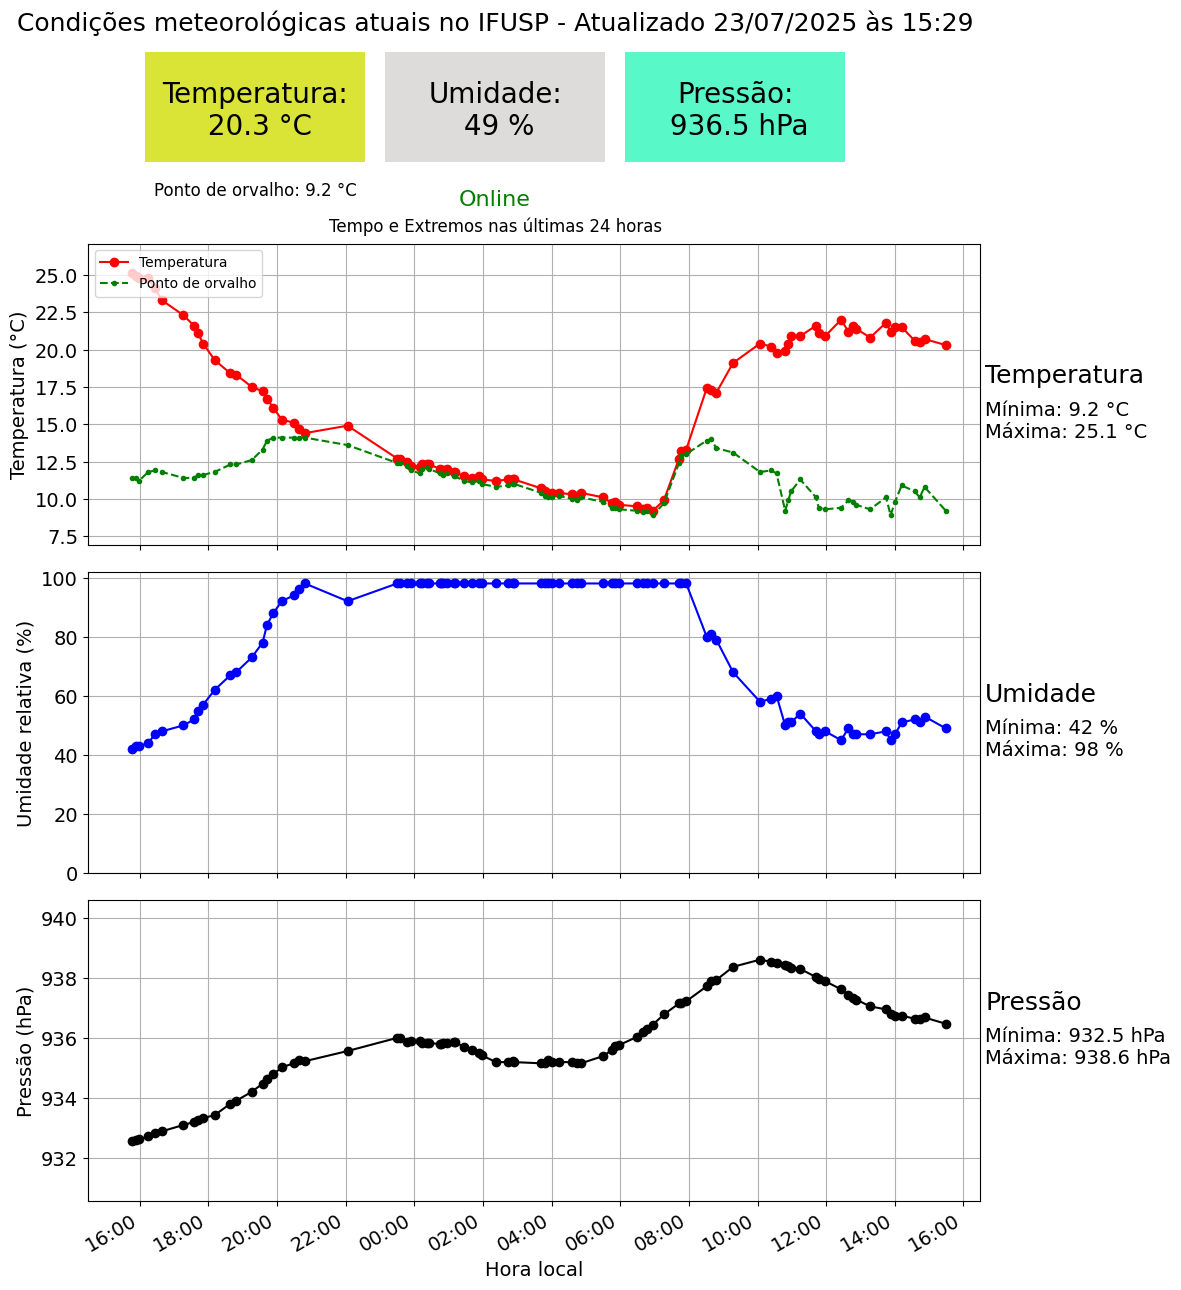 Condições meteorológicas atuais no IFUSP - Atualizado 23/07/2025 às 15:29
Temperatura:
20.3 °C
Umidade:
49 %
Pressão:
936.5 hPa
Ponto de orvalho: 9.2 °C
Online
Tempo e Extremos nas últimas 24 horas
Temperatura (°C)
25.0
22.5
20.0
17.5
15.0
12.5
10.0
7.5
Temperatura
Ponto de orvalho
Temperatura
Mínima: 9.2 °C
Máxima: 25.1 °C
Umidade relativa (%)
100
80
60
40
20
0
Umidade
Mínima: 42 %
Máxima: 98 %
Pressão (hPa)
940
938
936
934
932
Pressão
Mínima: 932.5 hPa
Máxima: 938.6 hPa
16:00 18:00 20:00 22:00 00:00 02:00 04:00 06:00 08:00 10:00 12:00 14:00 16:00
Hora local